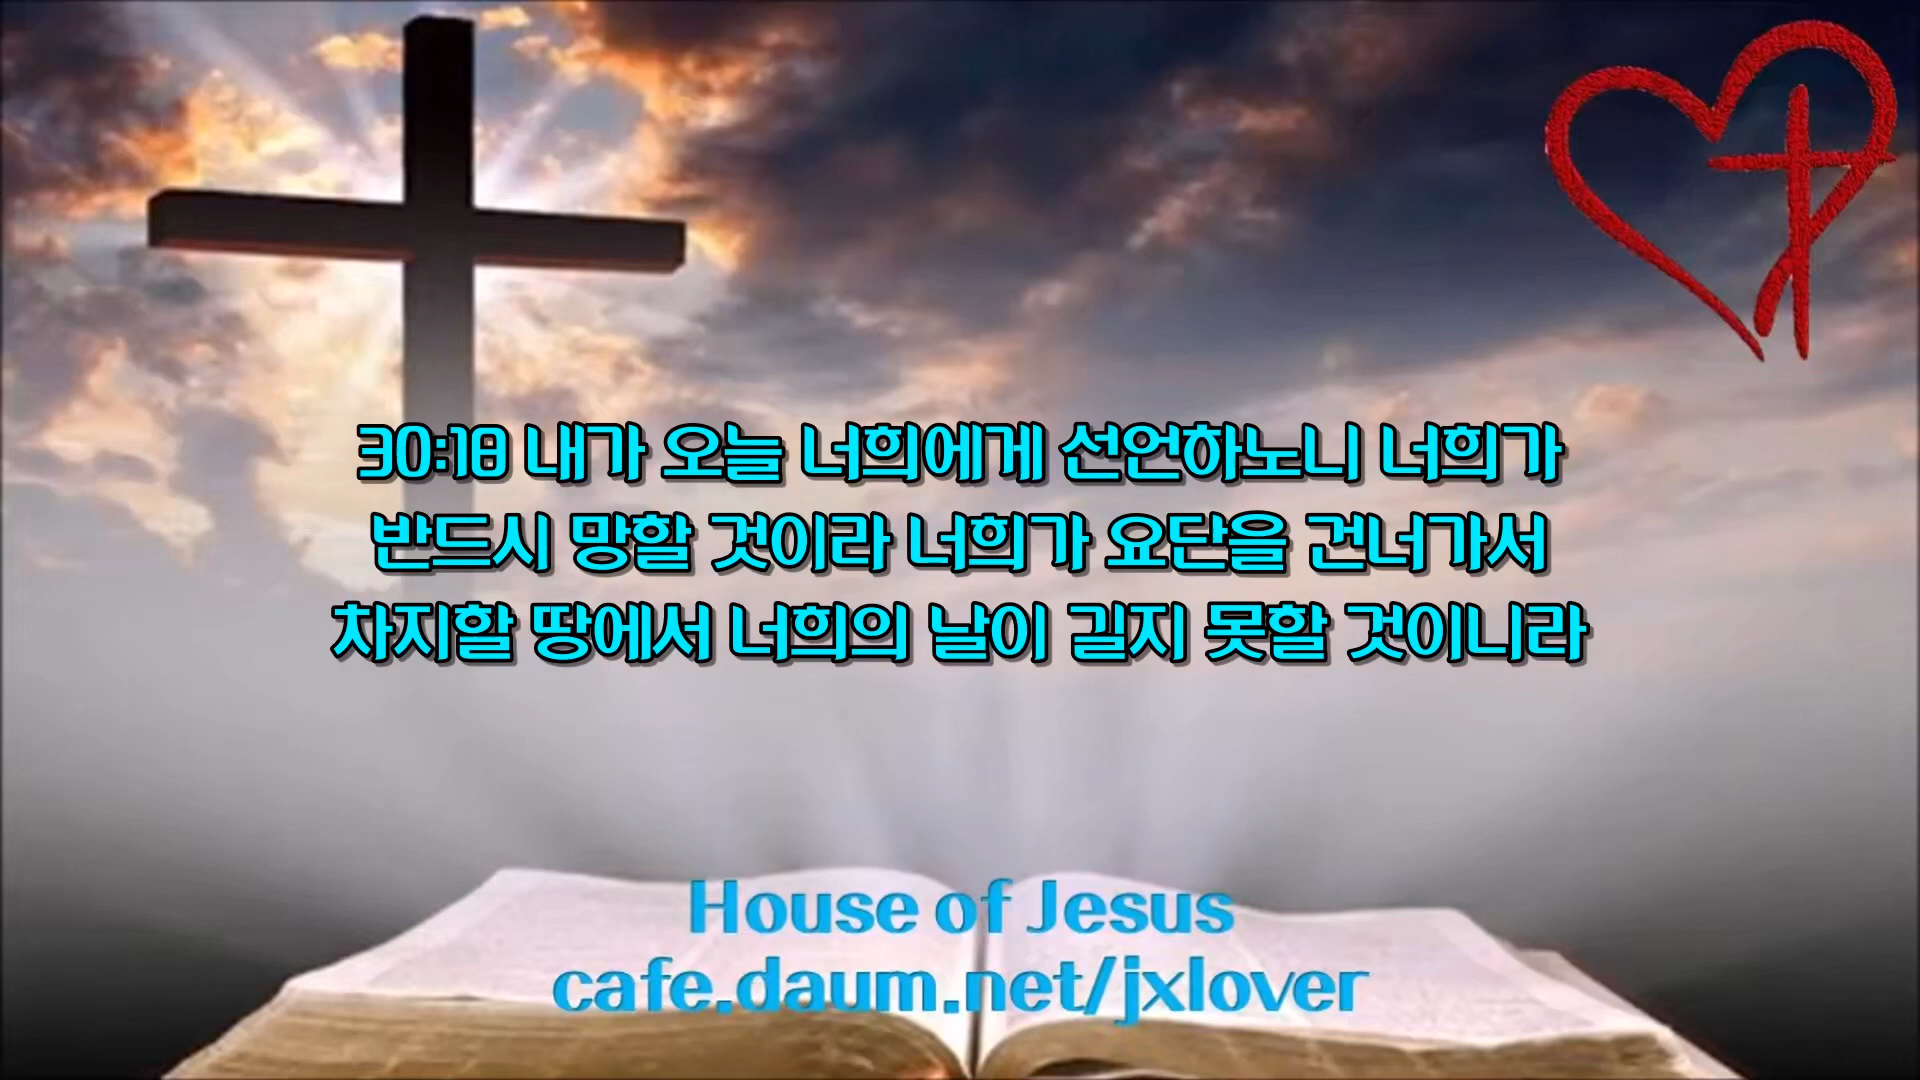 30:18 내가 오늘 너희에게 선언하노니 너희가
반드시 망할 것이라 너희가 요단을 건너가서
차지할 땅에서 너희의 날이 길지 못할 것이니라
House of Jesus
cafe.daum.net/jxlover